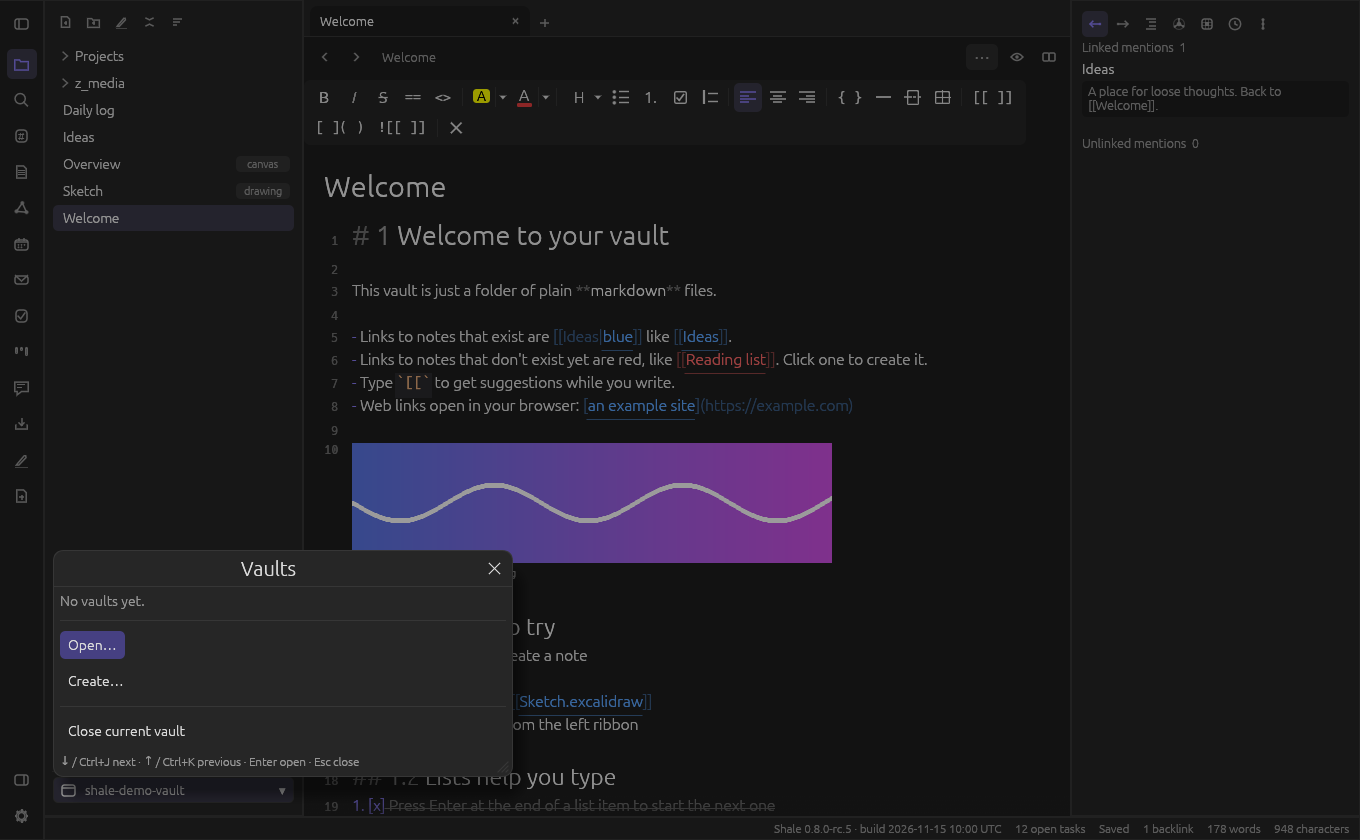 Welcome
Projects
z_media
Daily log
Ideas
Overview canvas
Sketch drawing
Welcome
Welcome
B I S == <> A A H 1. { } [[ ]]
[ ]( ) ![[ ]]
Welcome
1 # 1 Welcome to your vault
2
3 This vault is just a folder of plain **markdown** files.
4
5 - Links to notes that exist are [[Ideas|blue]] like [[Ideas]].
6 - Links to notes that don't exist yet are red, like [[Reading list]]. Click one to create it.
7 - Type `[[` to get suggestions while you write.
8 - Web links open in your browser: [an example site](https://example.com)
9
10
try
eate a note
[[Sketch.excalidraw]]
om the left ribbon
18 ## 1.2 Lists help you type
19 1. [x] Press Enter at the end of a list item to start the next one
Vaults
No vaults yet.
Open…
Create…
Close current vault
↓ / Ctrl+J next · ↑ / Ctrl+K previous · Enter open · Esc close
shale-demo-vault
Linked mentions 1
Ideas
A place for loose thoughts. Back to
[[Welcome]].
Unlinked mentions 0
Shale 0.8.0-rc.5 · build 2026-11-15 10:00 UTC 12 open tasks Saved 1 backlink 178 words 948 characters